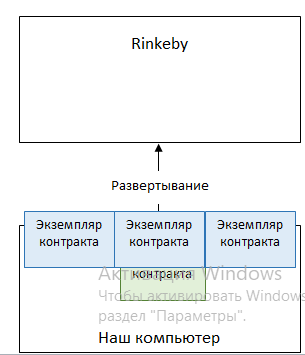 Rinkeby
Развертывание
Экземпляр Экземпляр Экземпляр
контракта контракта контракта
контракта
Активация Windows
Чтобы активировать Windows
раздел "Параметры".
Наш компьютер